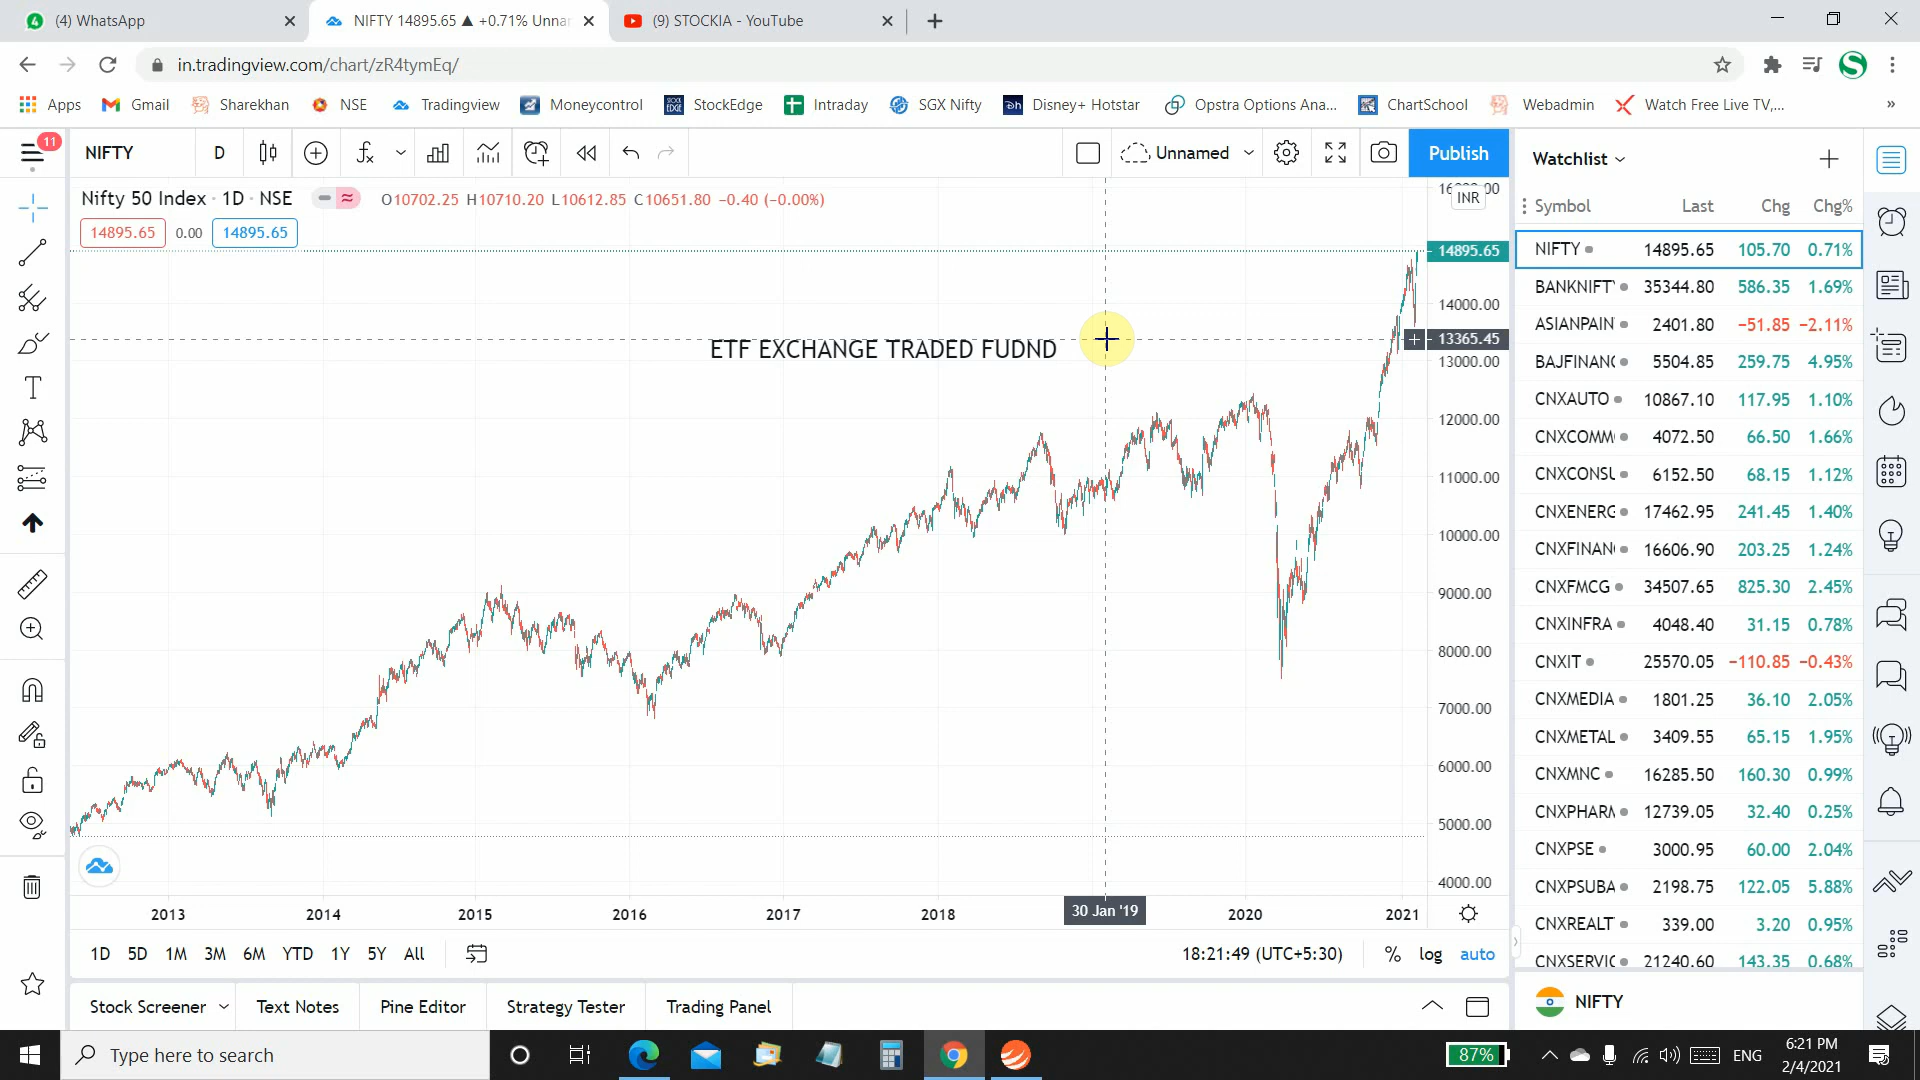 (4) WhatsApp
NIFTY 14895.65 ▲ +0.71% Unna
(9) STOCKIA - YouTube
in.tradingview.com/chart/zR4tymEq/
Apps Gmail Sharekhan NSE Tradingview Moneycontrol StockEdge Intraday SGX Nifty Disney+ Hotstar Opstra Options Ana... ChartSchool Webadmin Watch Free Live TV,... »
11
NIFTY D Unnamed Publish
Nifty 50 Index · 1D · NSE O10702.25 H10710.20 L10612.85 C10651.80 −0.40 (−0.00%)
14895.65 0.00 14895.65
INR
14895.65
14000.00
13365.45
13000.00
12000.00
11000.00
10000.00
9000.00
8000.00
7000.00
6000.00
5000.00
4000.00
ETF EXCHANGE TRADED FUDND
2013 2014 2015 2016 2017 2018 30 Jan '19 2020 2021
1D 5D 1M 3M 6M YTD 1Y 5Y All 18:21:49 (UTC+5:30) % log auto
Stock Screener Text Notes Pine Editor Strategy Tester Trading Panel
Watchlist
Symbol Last Chg Chg%
NIFTY 14895.65 105.70 0.71%
BANKNIFT 35344.80 586.35 1.69%
ASIANPAIN 2401.80 −51.85 −2.11%
BAJFINANC 5504.85 259.75 4.95%
CNXAUTO 10867.10 117.95 1.10%
CNXCOMM 4072.50 66.50 1.66%
CNXCONSU 6152.50 68.15 1.12%
CNXENERG 17462.95 241.45 1.40%
CNXFINAN 16606.90 203.25 1.24%
CNXFMCG 34507.65 825.30 2.45%
CNXINFRA 4048.40 31.15 0.78%
CNXIT 25570.05 −110.85 −0.43%
CNXMEDIA 1801.25 36.10 2.05%
CNXMETAL 3409.55 65.15 1.95%
CNXMNC 16285.50 160.30 0.99%
CNXPHARM 12739.05 32.40 0.25%
CNXPSE 3000.95 60.00 2.04%
CNXPSUBA 2198.75 122.05 5.88%
CNXREALT 339.00 3.20 0.95%
CNXSERVIC 21240.60 143.35 0.68%
NIFTY
Type here to search
87%
ENG
6:21 PM
2/4/2021